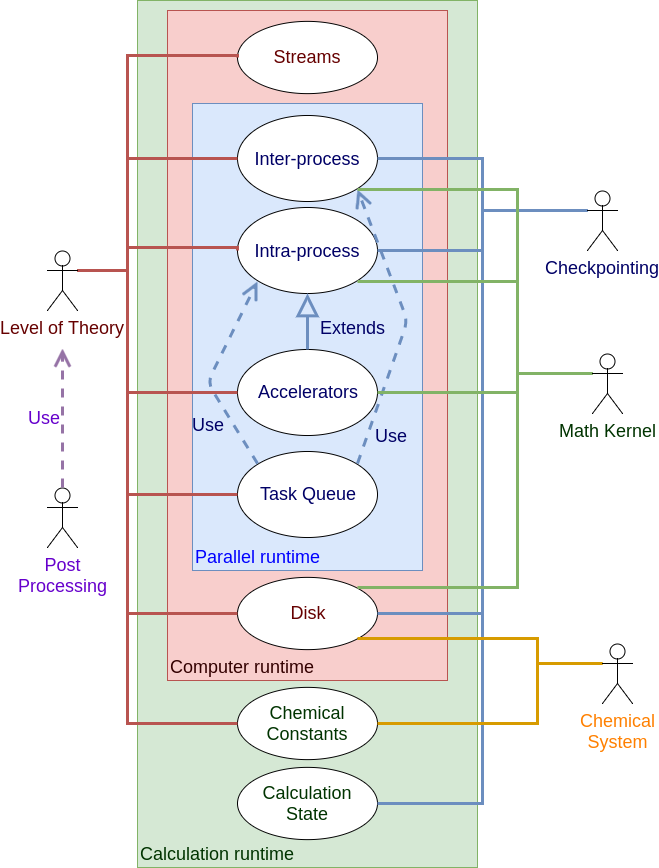 Streams
Inter-process
Intra-process
Checkpointing
Level of Theory
Extends
Accelerators
Use
Use
Use
Math Kernel
Task Queue
Parallel runtime
Post
Processing
Disk
Computer runtime
Chemical
Constants
Chemical
System
Calculation
State
Calculation runtime